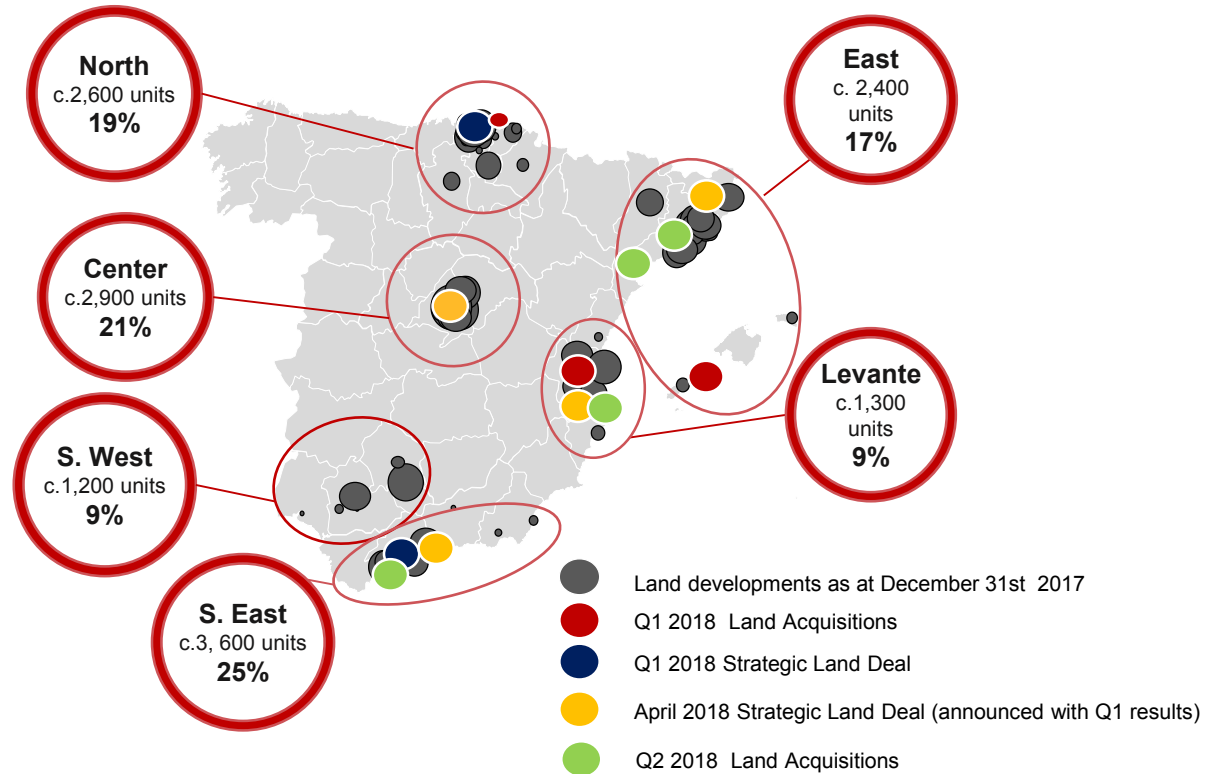 North
c.2,600 units
19%
East
c. 2,400
units
17%
Center
c.2,900 units
21%
Levante
c.1,300
units
9%
S. West
c.1,200 units
9%
S. East
c.3, 600 units
25%
Land developments as at December 31st  2017
Q1 2018  Land Acquisitions
Q1 2018 Strategic Land Deal
April 2018 Strategic Land Deal (announced with Q1 results)
Q2 2018  Land Acquisitions